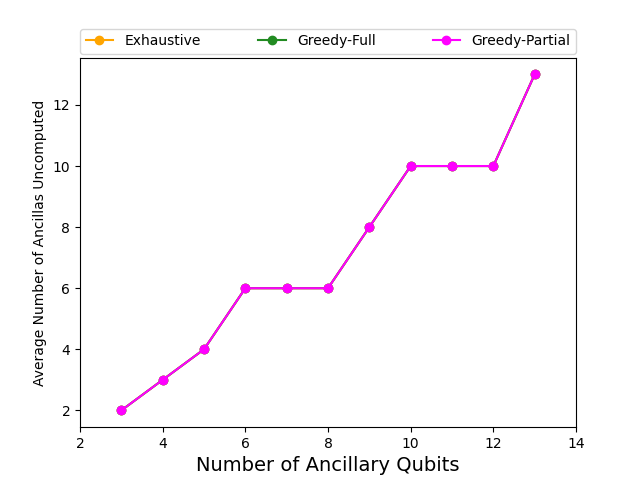 Exhaustive Greedy-Full Greedy-Partial
Average Number of Ancillas Uncomputed
12
10
8
6
4
2
2 4 6 8 10 12 14
Number of Ancillary Qubits